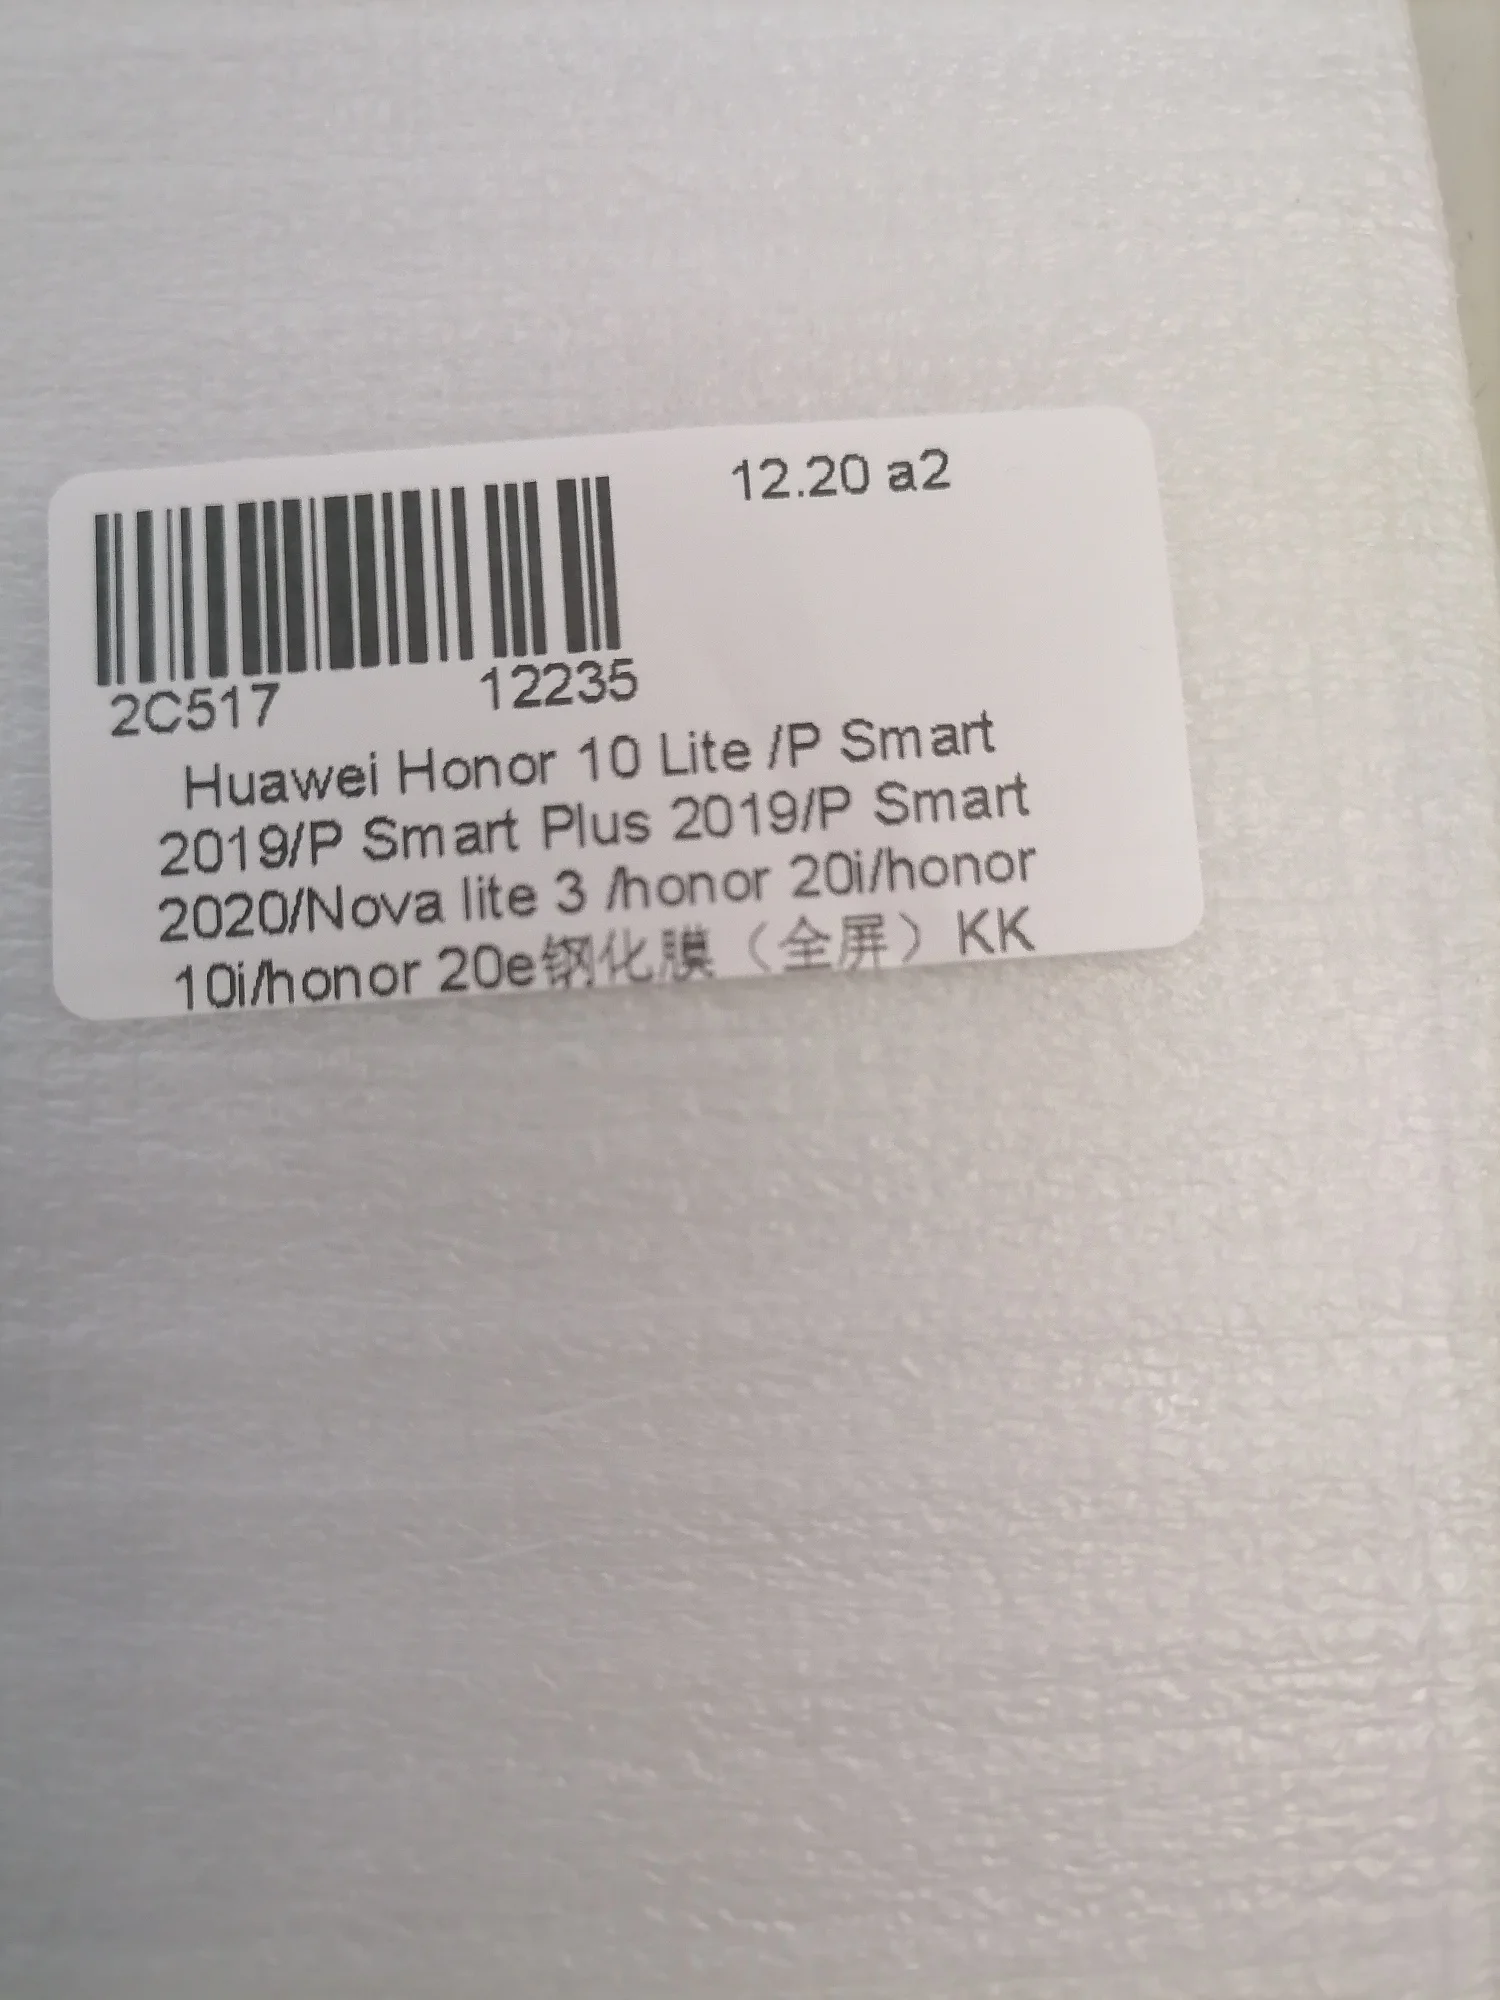 12.20 a2
2C517 12235
Huawei Honor 10 Lite /P Smart
2019/P Smart Plus 2019/P Smart
2020/Nova lite 3 /honor 20i/honor
10i/honor 20e钢化膜（全屏）KK